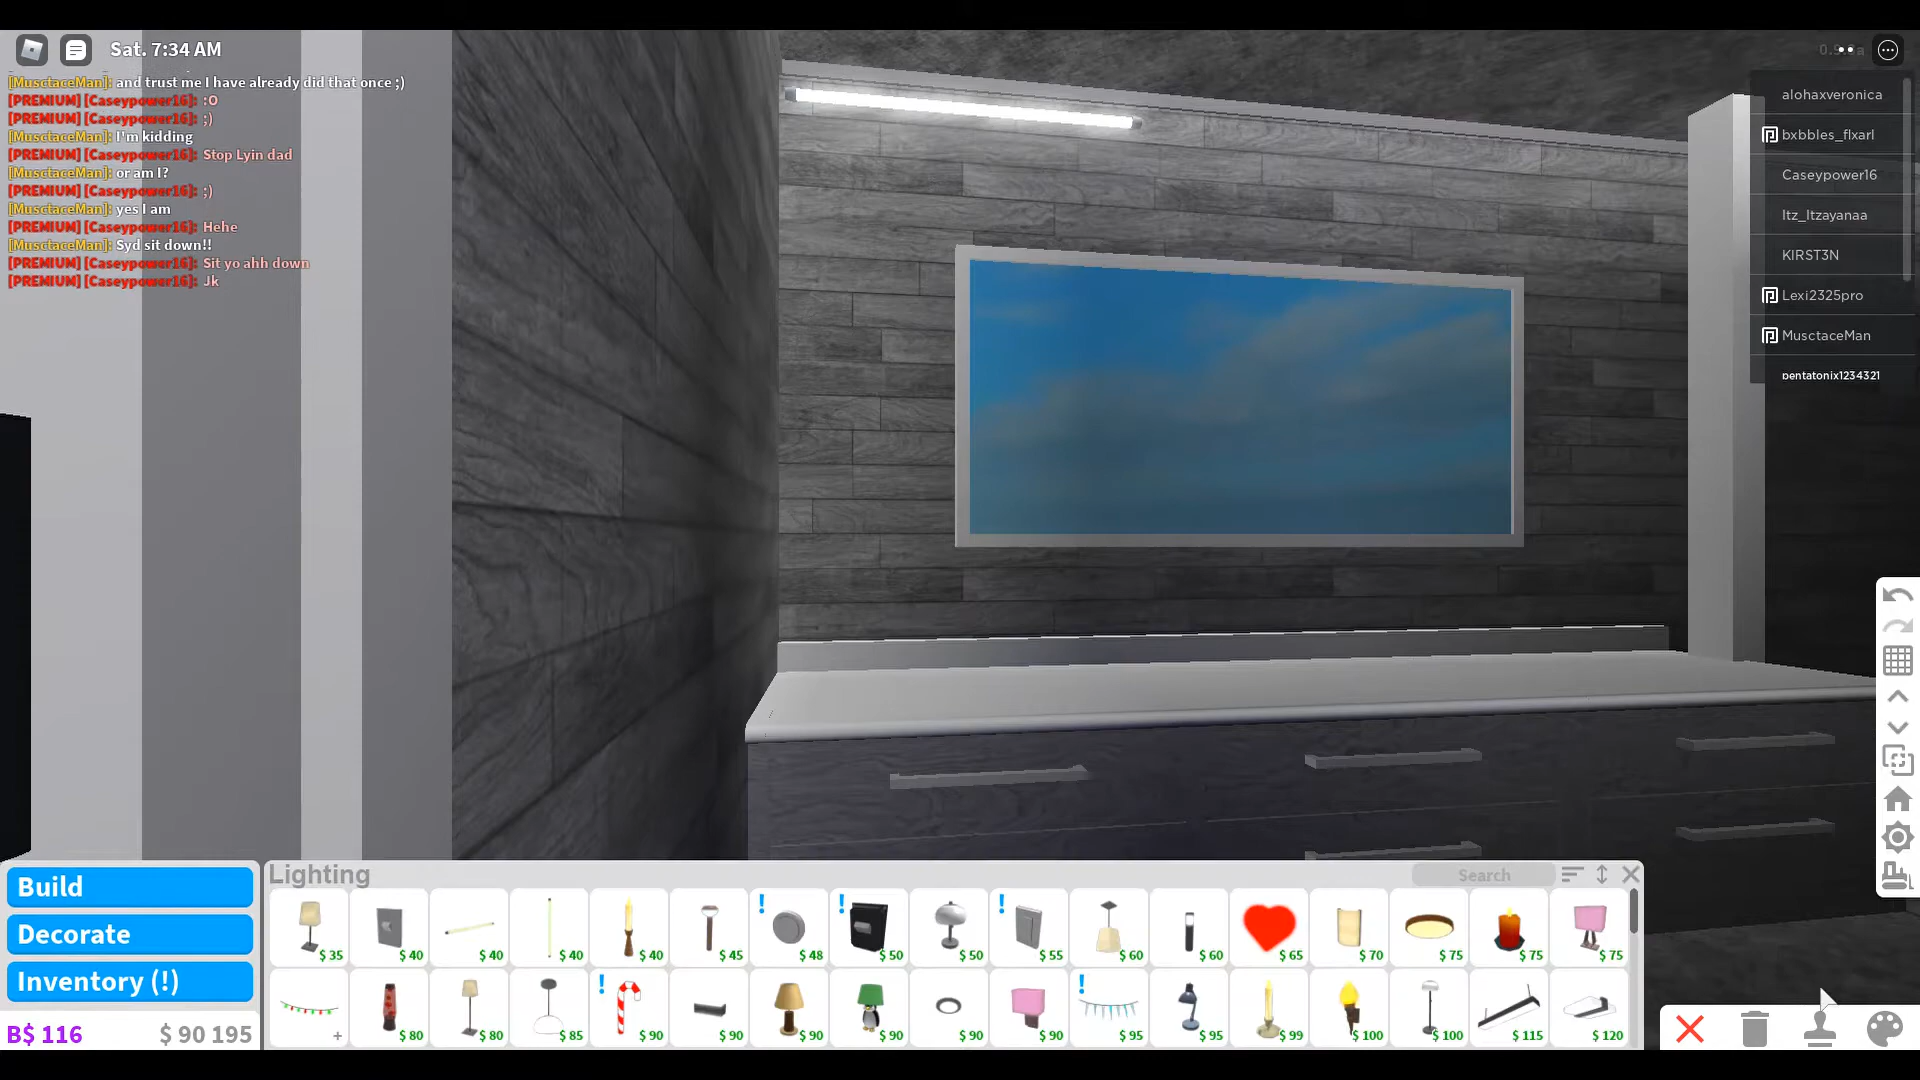 Sat. 7:34 AM
[MusctaceMan]: and trust me I have already did that once ;)
[PREMIUM] [Caseypower16]: :O
[PREMIUM] [Caseypower16]: ;)
[MusctaceMan]: I'm kidding
[PREMIUM] [Caseypower16]: Stop Lyin dad
[MusctaceMan]: or am I?
[PREMIUM] [Caseypower16]: ;)
[MusctaceMan]: yes I am
[PREMIUM] [Caseypower16]: Hehe
[MusctaceMan]: Syd sit down!!
[PREMIUM] [Caseypower16]: Sit yo ahh down
[PREMIUM] [Caseypower16]: Jk
alohaxveronica
bxbbles_flxarl
Caseypower16
Itz_Itzayanaa
KIRST3N
Lexi2325pro
MusctaceMan
pentatonix1234321
Build
Decorate
Inventory (!)
B$ 116 $ 90 195
Lighting
Search
$ 35 $ 40 $ 40 $ 40 $ 40 $ 45 ! $ 48 ! $ 50 $ 50 ! $ 55 $ 60 $ 60 $ 65 $ 70 $ 75 $ 75 $ 75
+ $ 80 $ 80 $ 85 ! $ 90 $ 90 $ 90 $ 90 $ 90 $ 90 ! $ 95 $ 95 $ 99 $ 100 $ 100 $ 115 $ 120